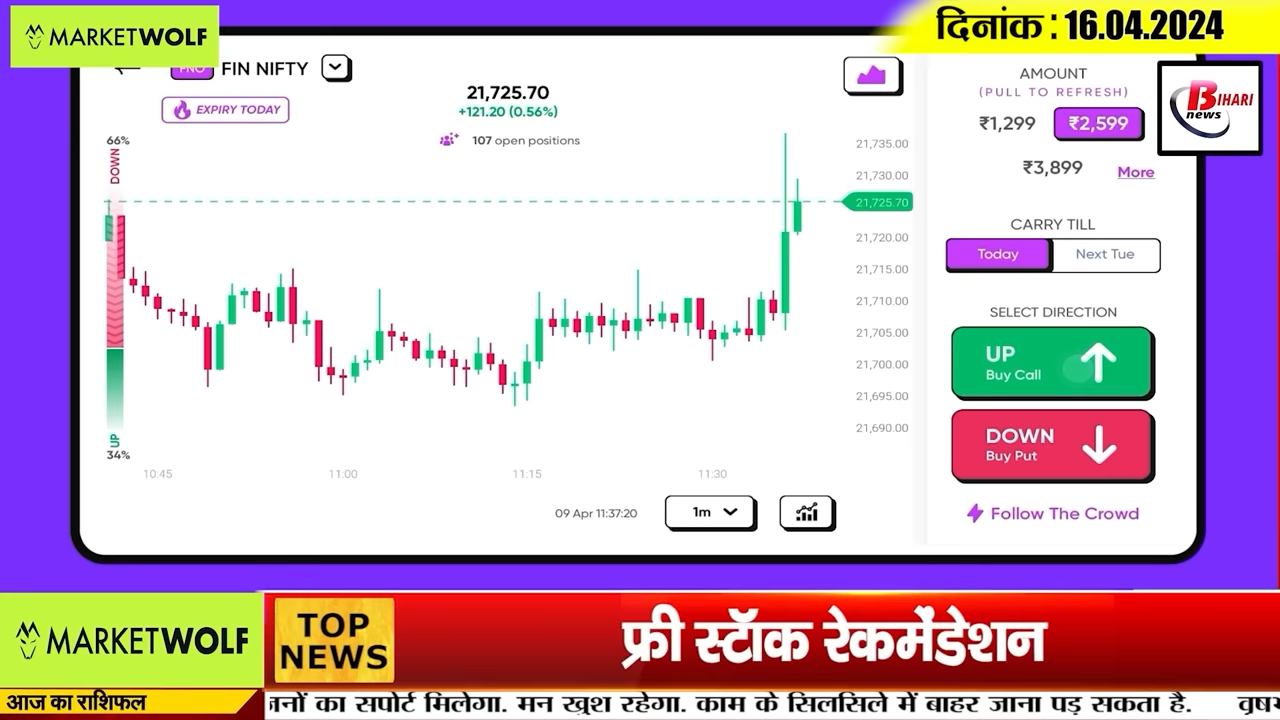 MARKETWOLF
दिनांक : 16.04.2024
FIN NIFTY
EXPIRY TODAY
21,725.70
+121.20 (0.56%)
107 open positions
66%
DOWN
UP
34%
21,735.00
21,730.00
21,725.70
21,720.00
21,715.00
21,710.00
21,705.00
21,700.00
21,695.00
21,690.00
10:45 11:00 11:15 11:30
09 Apr 11:37:20
1m
AMOUNT
(PULL TO REFRESH)
₹1,299 ₹2,599
₹3,899 More
BIHARI
news
CARRY TILL
Today Next Tue
SELECT DIRECTION
UP
Buy Call
DOWN
Buy Put
Follow The Crowd
MARKETWOLF
TOP
NEWS
फ्री स्टॉक रेकमेंडेशन
आज का राशिफल
जनों का सपोर्ट मिलेगा. मन खुश रहेगा. काम के सिलसिले में बाहर जाना पड़ सकता है.